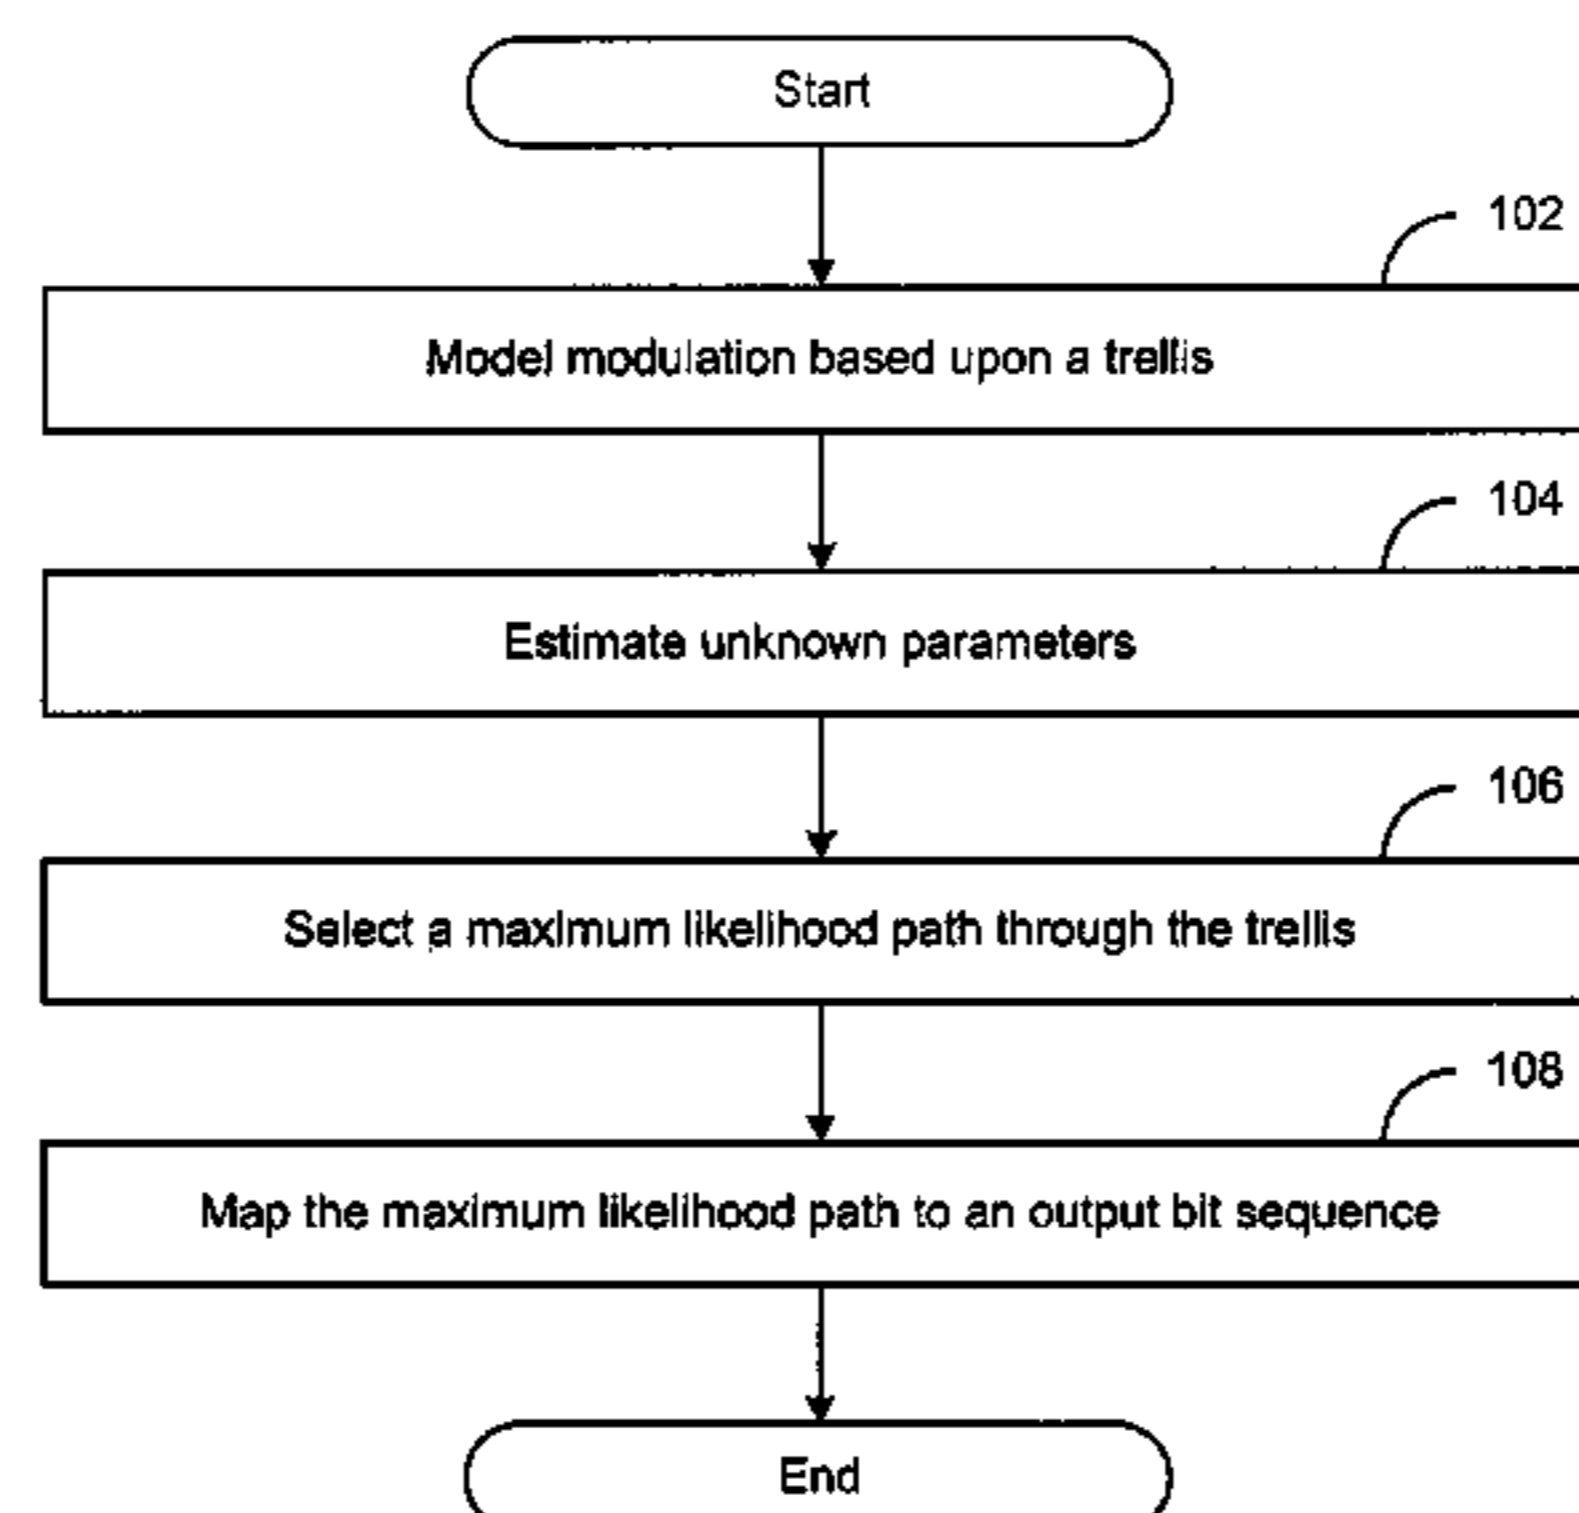 Start
102
Model modulation based upon a trellis
104
Estimate unknown parameters
106
Select a maximum likelihood path through the trellis
108
Map the maximum likelihood path to an output bit sequence
End